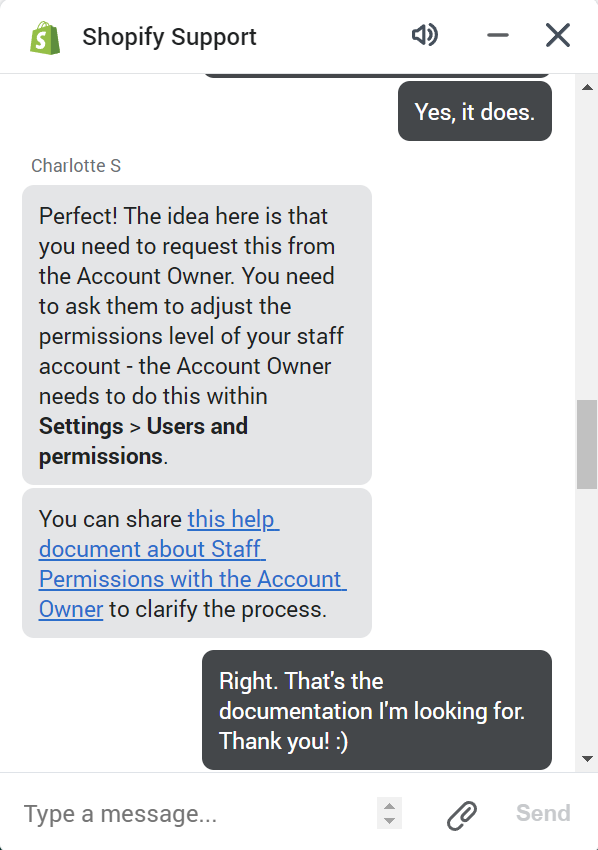 Shopify Support
Yes, it does.
Charlotte S
Perfect! The idea here is that
you need to request this from
the Account Owner. You need
to ask them to adjust the
permissions level of your staff
account - the Account Owner
needs to do this within
Settings > Users and
permissions.
You can share this help
document about Staff
Permissions with the Account
Owner to clarify the process.
Right. That's the
documentation I'm looking for.
Thank you! :)
Type a message...
Send